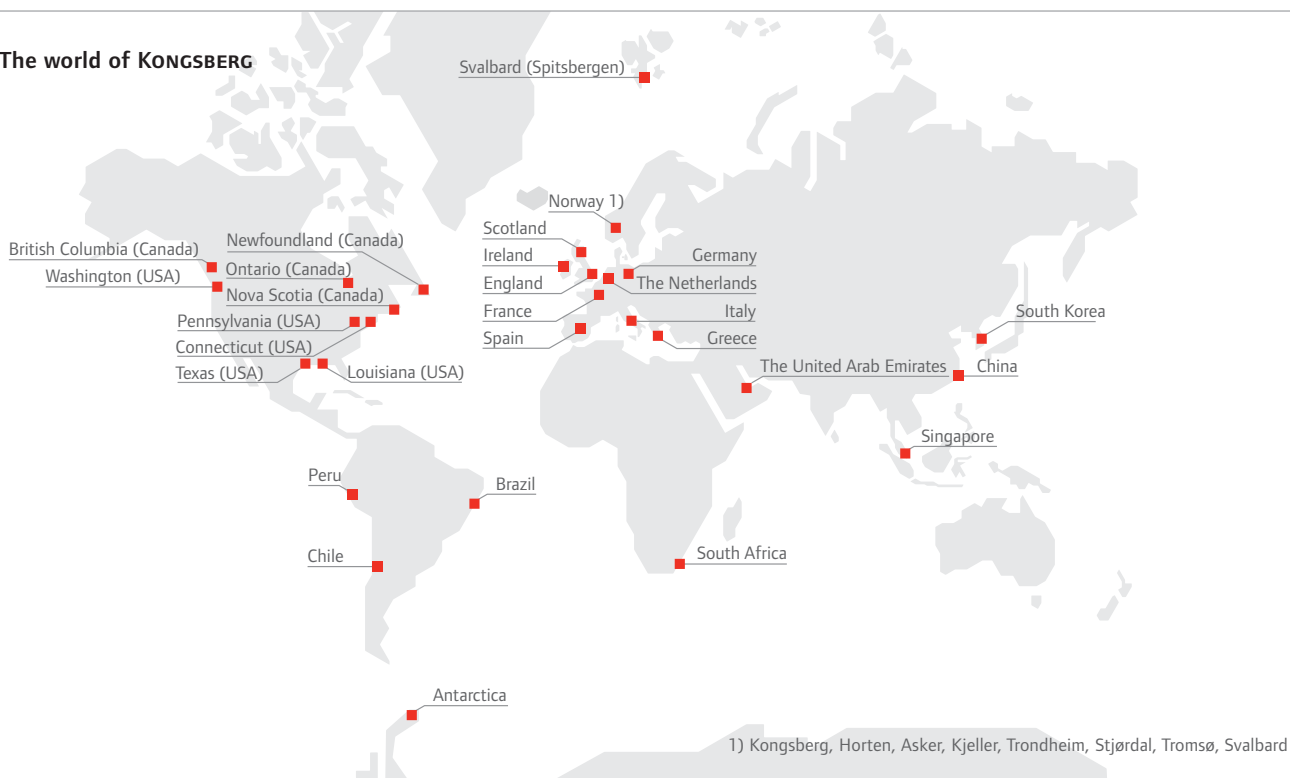 The world of KONGSBERG
Svalbard (Spitsbergen)
Norway 1)
Scotland
Newfoundland (Canada)
British Columbia (Canada)
Ireland
Germany
Ontario (Canada)
Washington (USA)
England
The Netherlands
Nova Scotia (Canada)
France
Italy
South Korea
Pennsylvania (USA)
Spain
Greece
Connecticut (USA)
Texas (USA)
Louisiana (USA)
The United Arab Emirates
China
Singapore
Peru
Brazil
Chile
South Africa
Antarctica
1) Kongsberg, Horten, Asker, Kjeller, Trondheim, Stjørdal, Tromsø, Svalbard